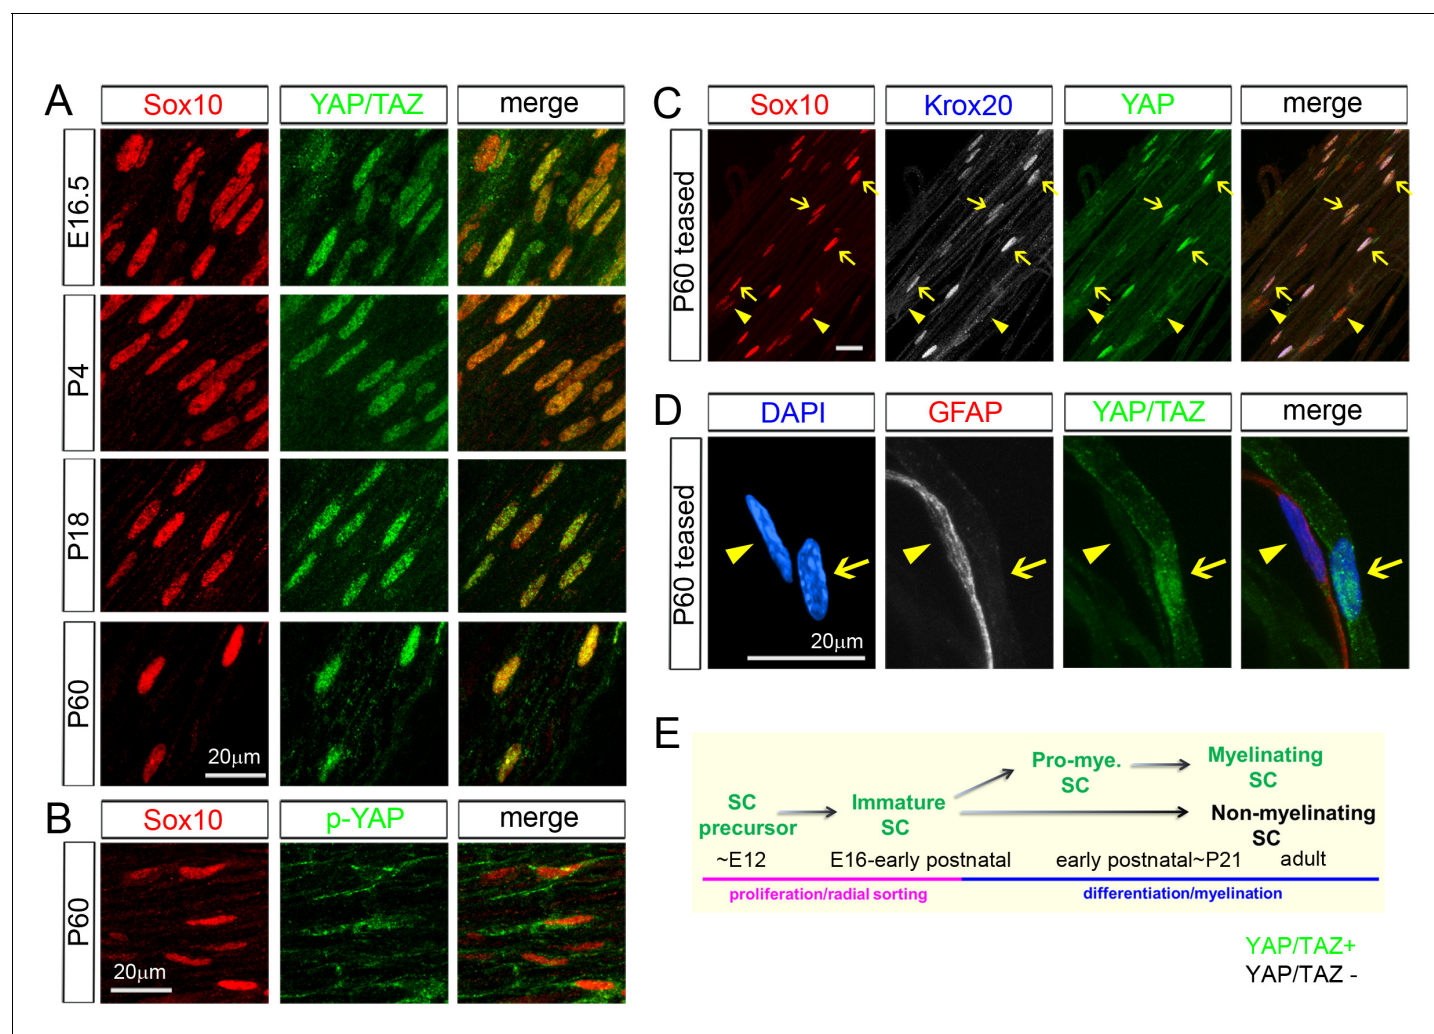 A
Sox10
YAP/TAZ
merge
E16.5
P4
P18
P60
20μm
B
Sox10
p-YAP
merge
P60
20μm
C
Sox10
Krox20
YAP
merge
P60 teased
D
DAPI
GFAP
YAP/TAZ
merge
P60 teased
20μm
E
SC
precursor
Immature
SC
Pro-mye.
SC
Myelinating
SC
Non-myelinating
SC
~E12
E16-early postnatal
early postnatal~P21
adult
proliferation/radial sorting
differentiation/myelination
YAP/TAZ+
YAP/TAZ -